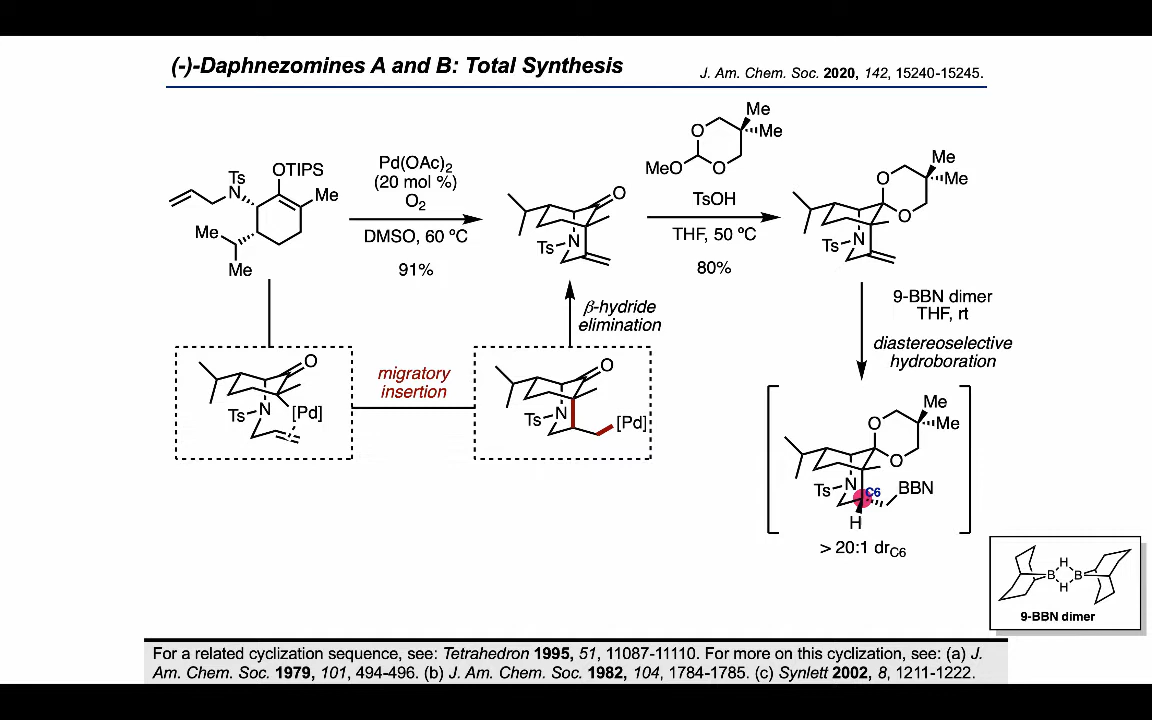 (-)-Daphnezomines A and B: Total Synthesis
J. Am. Chem. Soc. 2020, 142, 15240-15245.
Ts
N
OTIPS
Me
Me
Me
Pd(OAc)2
(20 mol %)
O2
DMSO, 60 ºC
91%
O
Ts
N
Me
Me
O
O
MeO
TsOH
THF, 50 ºC
80%
Me
Me
O
O
Ts
N
β-hydride
elimination
9-BBN dimer
THF, rt
diastereoselective
hydroboration
O
Ts
N
[Pd]
migratory
insertion
O
Ts
N
[Pd]
Me
Me
O
O
Ts
N
C6
BBN
H
> 20:1 drC6
H
B
B
H
9-BBN dimer
For a related cyclization sequence, see: Tetrahedron 1995, 51, 11087-11110. For more on this cyclization, see: (a) J.
Am. Chem. Soc. 1979, 101, 494-496. (b) J. Am. Chem. Soc. 1982, 104, 1784-1785. (c) Synlett 2002, 8, 1211-1222.